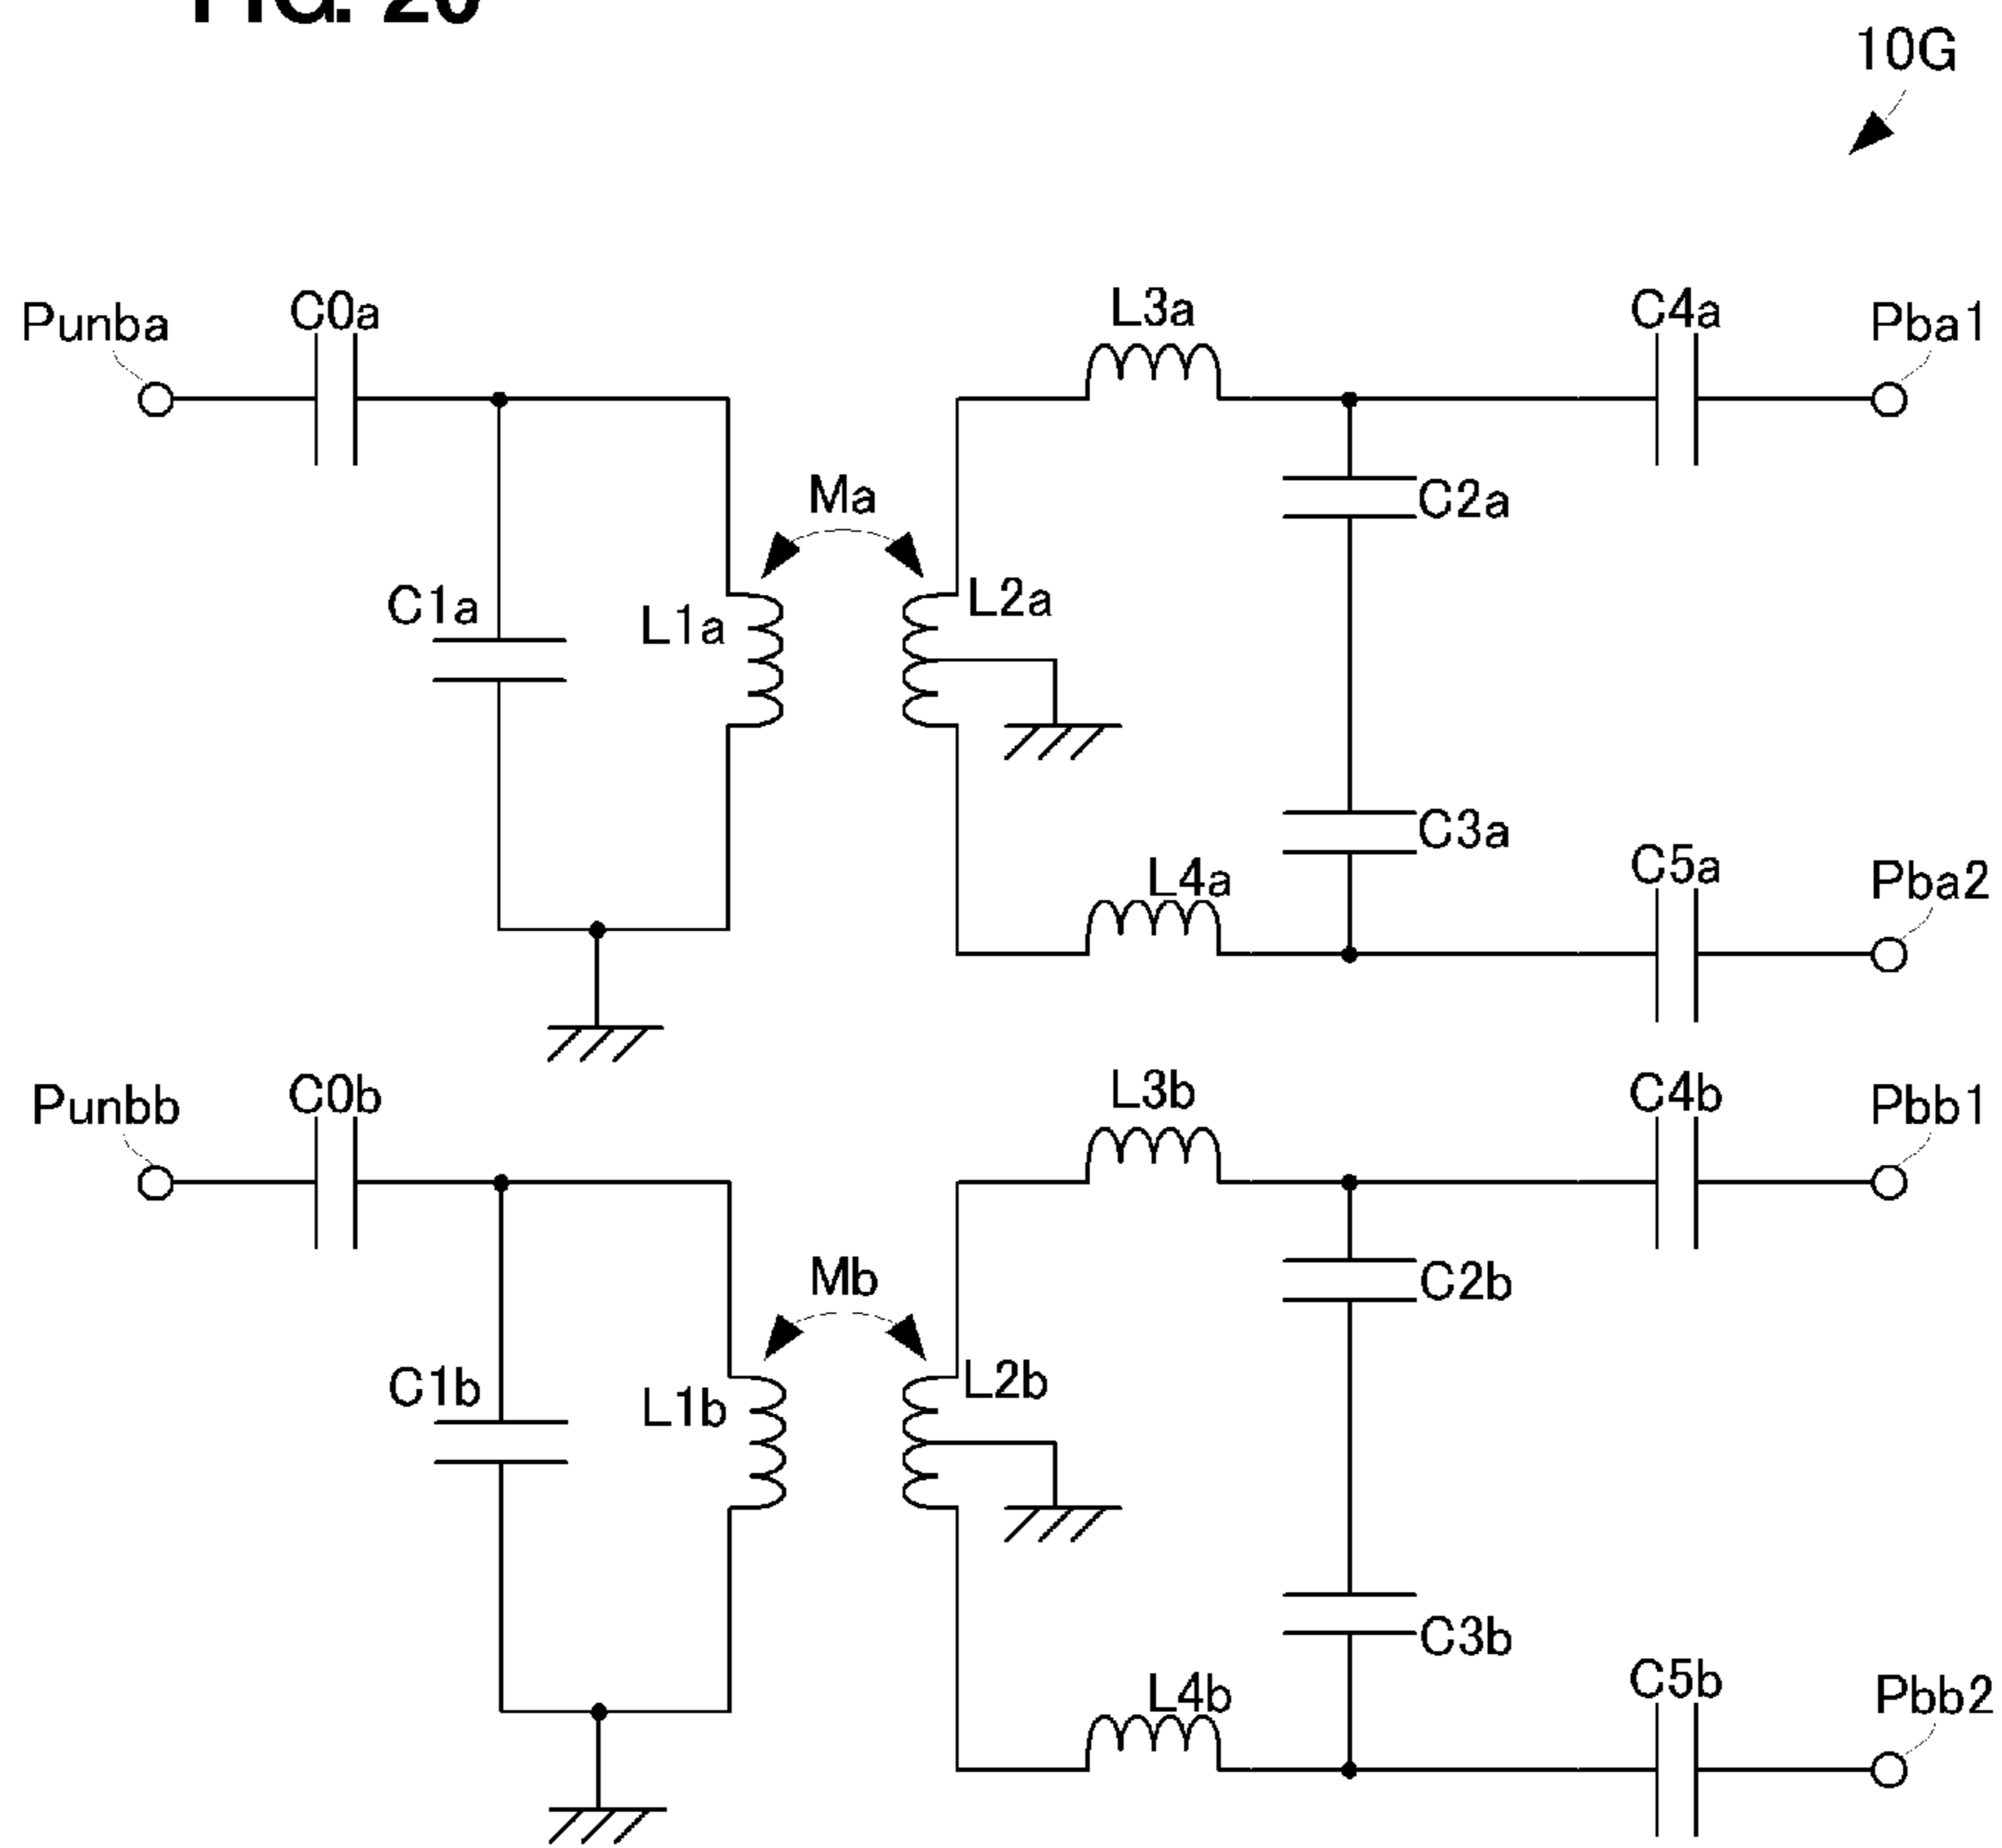 FIG.
10G
Punba
C0a
L3a
C4a
Pba1
Ma
C2a
C1a
L1a
L2a
C3a
L4a
C5a
Pba2
Punbb
C0b
L3b
C4b
Pbb1
Mb
C2b
C1b
L1b
L2b
C3b
L4b
C5b
Pbb2